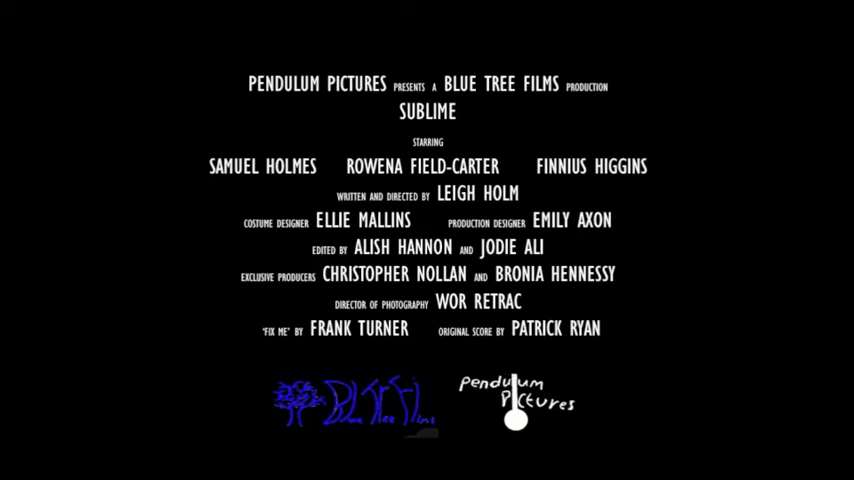 PENDULUM PICTURES PRESENTS A BLUE TREE FILMS PRODUCTION
SUBLIME
STARRING
SAMUEL HOLMES ROWENA FIELD-CARTER FINNIUS HIGGINS
WRITTEN AND DIRECTED BY LEIGH HOLM
COSTUME DESIGNER ELLIE MALLINS PRODUCTION DESIGNER EMILY AXON
EDITED BY ALISH HANNON AND JODIE ALI
EXCLUSIVE PRODUCERS CHRISTOPHER NOLLAN AND BRONIA HENNESSY
DIRECTOR OF PHOTOGRAPHY WOR RETRAC
'FIX ME' BY FRANK TURNER ORIGINAL SCORE BY PATRICK RYAN
Blue Tree Films
Pendulum
Pictures